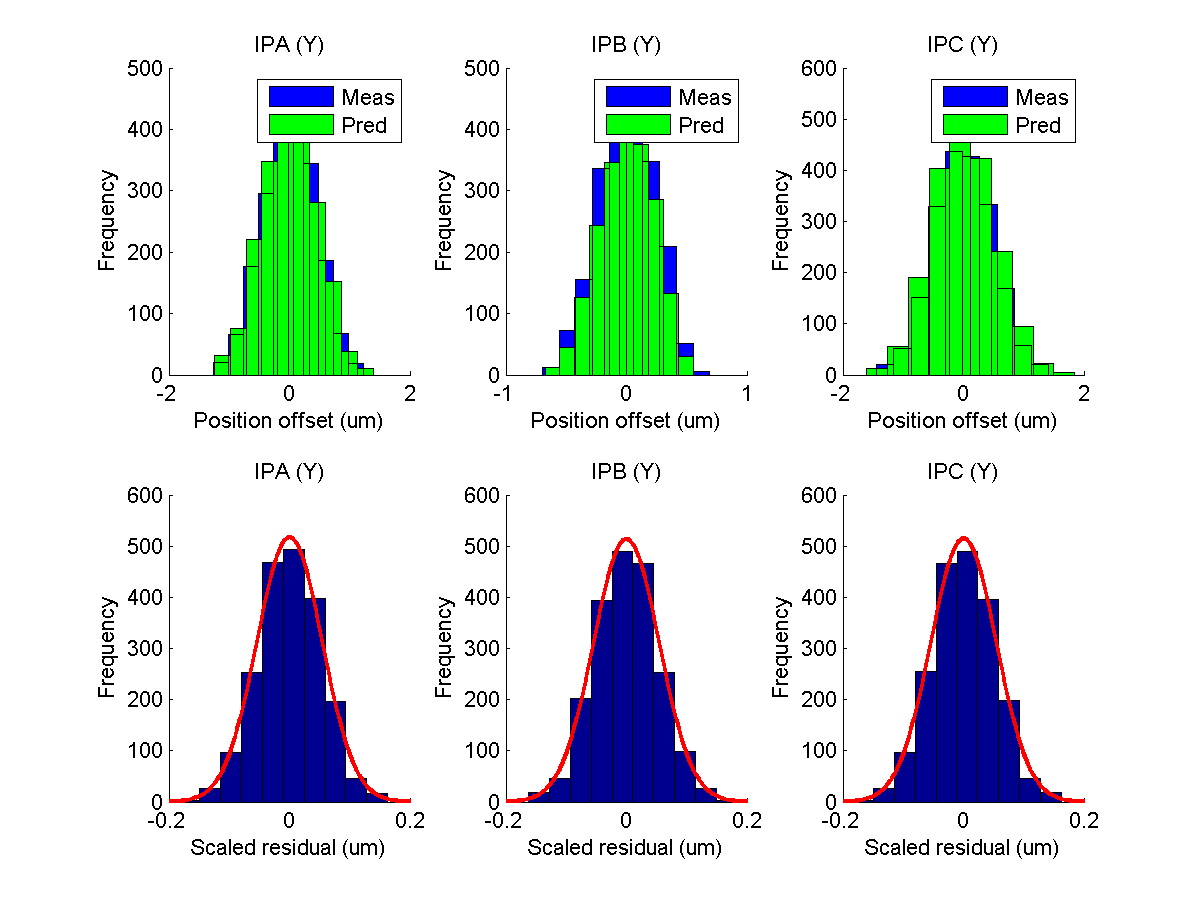 IPA (Y)
500
400
300
200
100
0
-2
0
2
Frequency
Position offset (um)
Meas
Pred
IPB (Y)
500
400
300
200
100
0
-1
0
1
Frequency
Position offset (um)
Meas
Pred
IPC (Y)
600
500
400
300
200
100
0
-2
0
2
Frequency
Position offset (um)
Meas
Pred
IPA (Y)
600
500
400
300
200
100
0
-0.2
0
0.2
Frequency
Scaled residual (um)
IPB (Y)
600
500
400
300
200
100
0
-0.2
0
0.2
Frequency
Scaled residual (um)
IPC (Y)
600
500
400
300
200
100
0
-0.2
0
0.2
Frequency
Scaled residual (um)